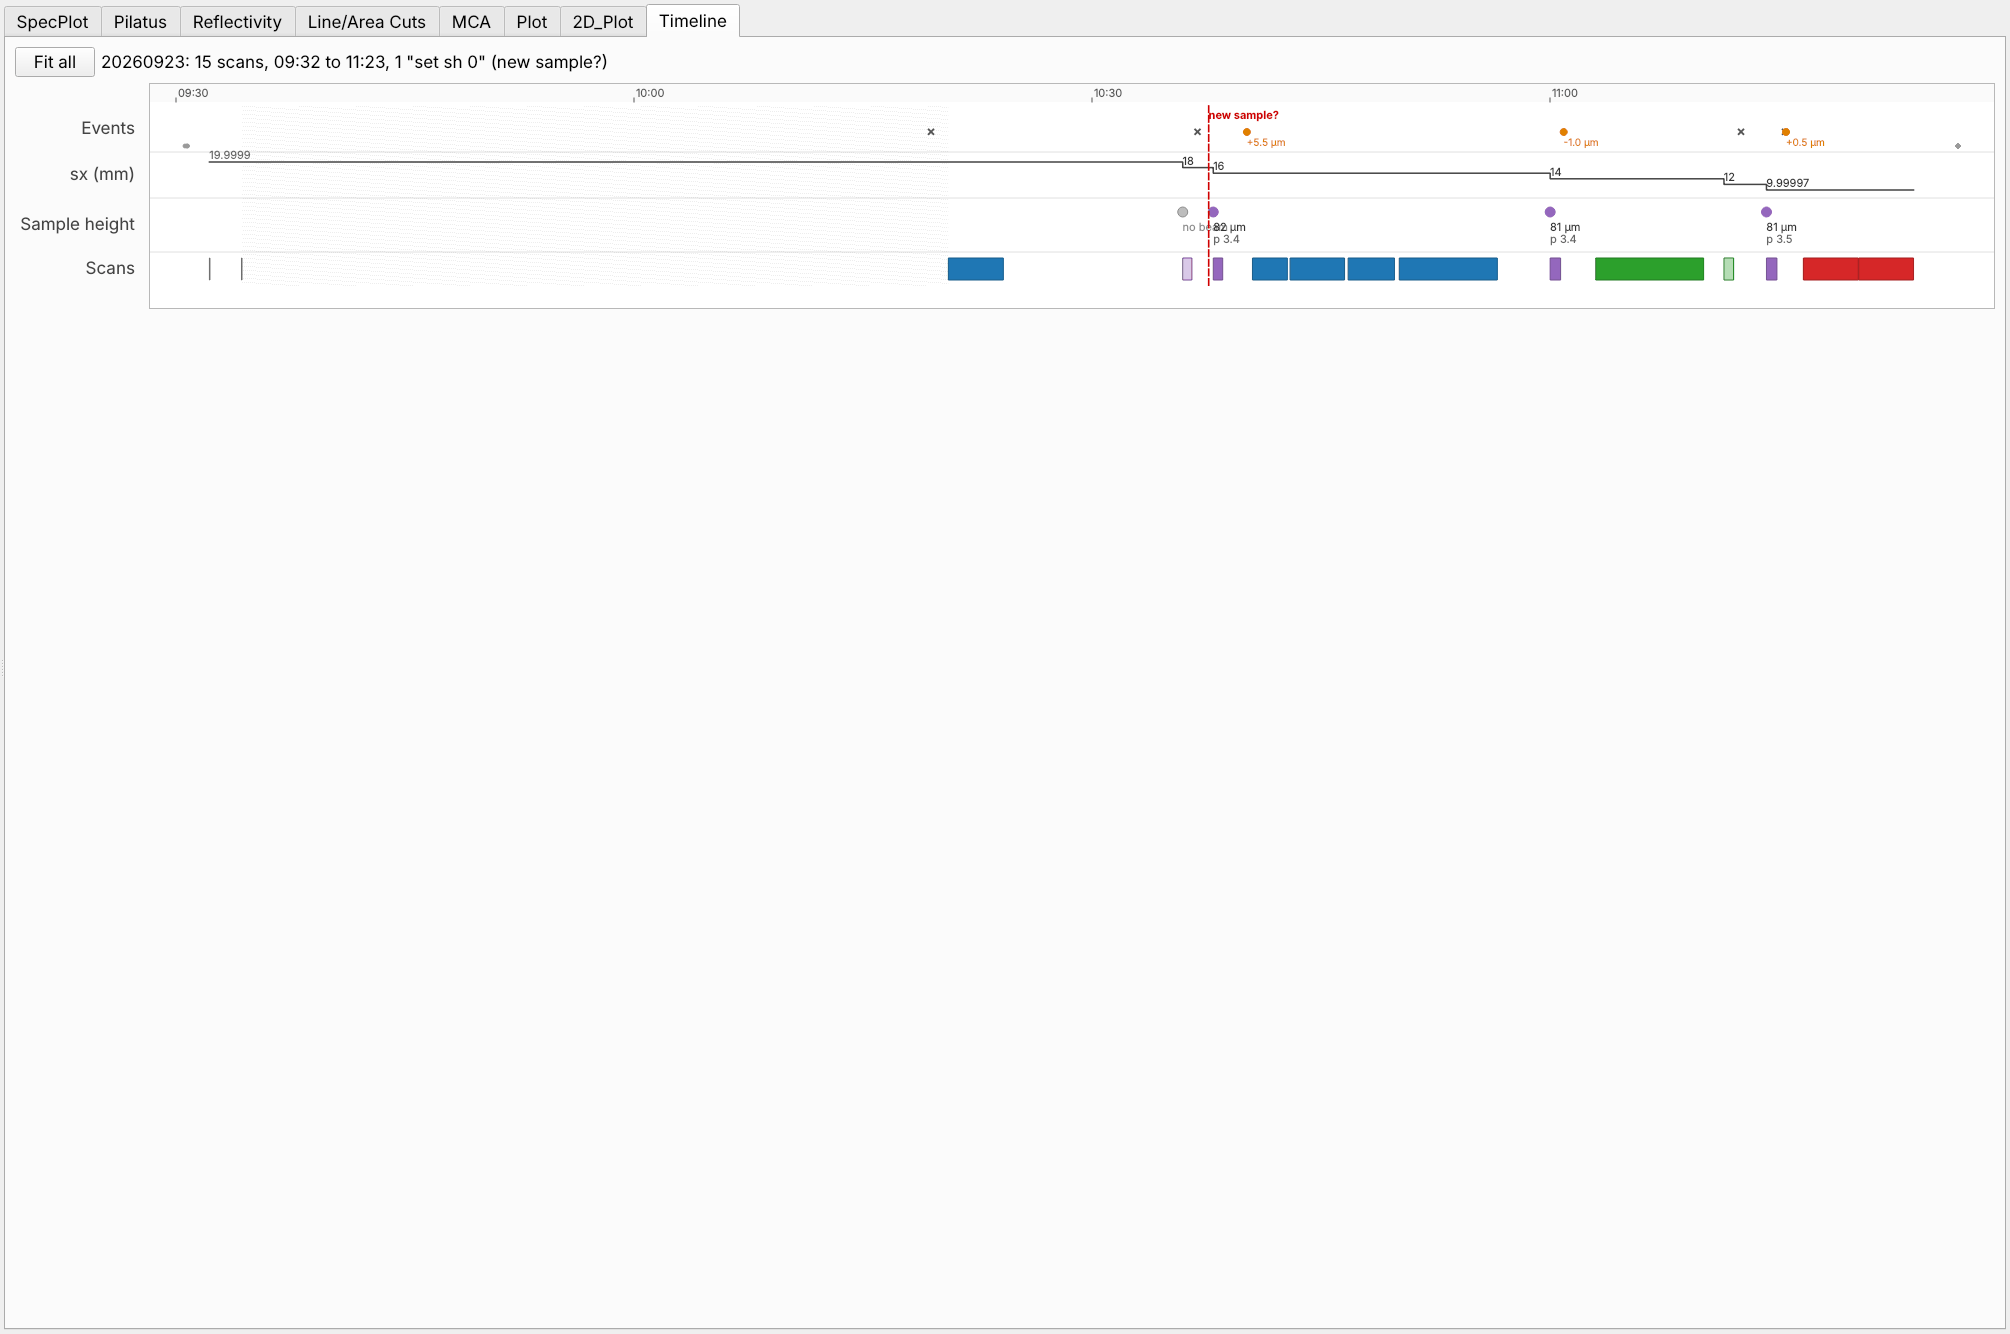 SpecPlot Pilatus Reflectivity Line/Area Cuts MCA Plot 2D_Plot Timeline
Fit all 20260923: 15 scans, 09:32 to 11:23, 1 "set sh 0" (new sample?)
09:30 10:00 10:30 11:00
new sample?
Events
+5.5 µm -1.0 µm +0.5 µm
19.9999 18 16 14 12 9.99997
sx (mm)
Sample height
no 82 µm 81 µm 81 µm
p 3.4 p 3.4 p 3.5
Scans